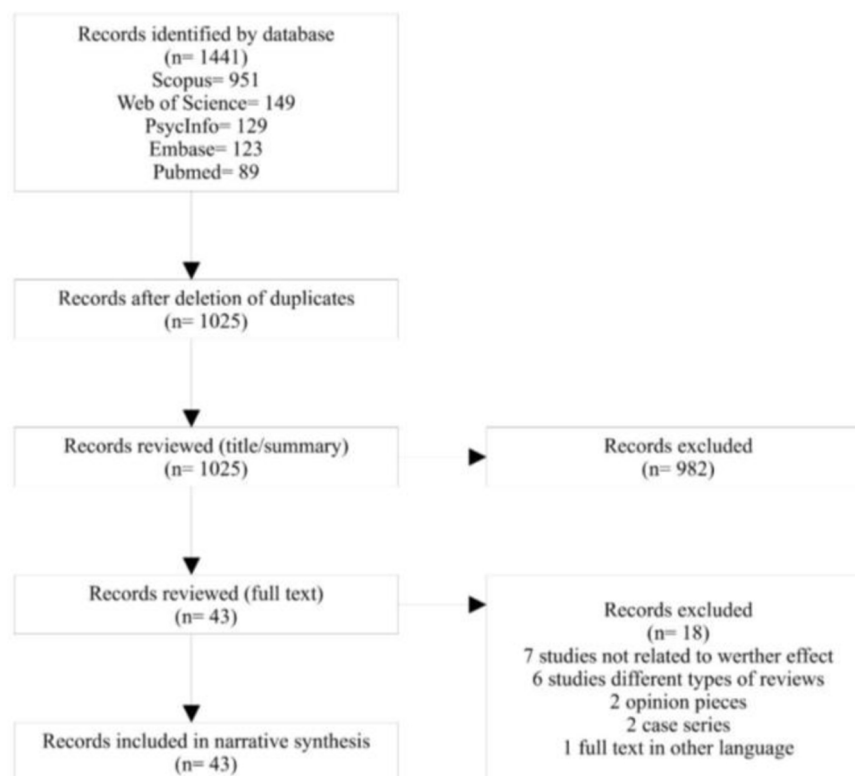 Records identified by database
(n= 1441)
Scopus= 951
Web of Science= 149
PsycInfo= 129
Embase= 123
Pubmed= 89
Records after deletion of duplicates
(n= 1025)
Records reviewed (title/summary)
(n= 1025)
Records excluded
(n= 982)
Records reviewed (full text)
(n= 43)
Records excluded
(n= 18)
7 studies not related to werther effect
6 studies different types of reviews
2 opinion pieces
2 case series
1 full text in other language
Records included in narrative synthesis
(n= 43)